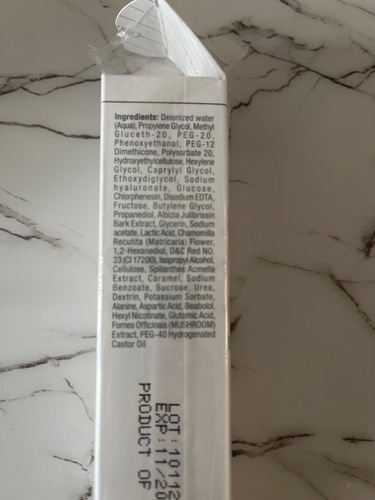 Ingredients: Deionized water
(Aqua), Propylene Glycol, Methyl
Gluceth-20, PEG-20,
Phenoxyethanol, PEG-12
Dimethicone, Polysorbate 20,
Hydroxyethylcellulose, Hexylene
Glycol, Caprylyl Glycol,
Ethoxydiglycol, Sodium
hyaluronate, Glucose,
Chlorphenesin, Disodium EDTA,
Fructose, Butylene Glycol,
Propanediol, Albizia Julibrissin
Bark Extract, Glycerin, Sodium
acetate, Lactic Acid, Chamomilla
Recutita (Matricaria) Flower,
1,2-Hexanediol, D&C Red NO.
33 (CI 17200), Isopropyl Alcohol,
Cellulose, Spilanthes Acmella
Extract, Caramel, Sodium
Benzoate, Sucrose, Urea,
Dextrin, Potassium Sorbate,
Alanine, Aspartic Acid, Bisabolol,
Hexyl Nicotinate, Glutamic Acid,
Fomes Officinalis (MUSHROOM)
Extract, PEG-40 Hydrogenated
Castor Oil
LOT: 10112
EXP: 11/20
PRODUCT OF